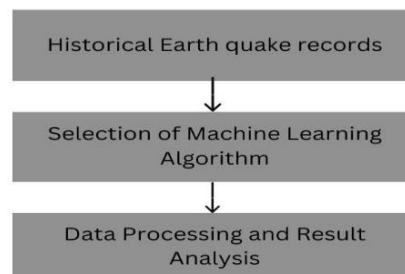 Historical Earth quake records
Selection of Machine Learning
Algorithm
Data Processing and Result
Analysis